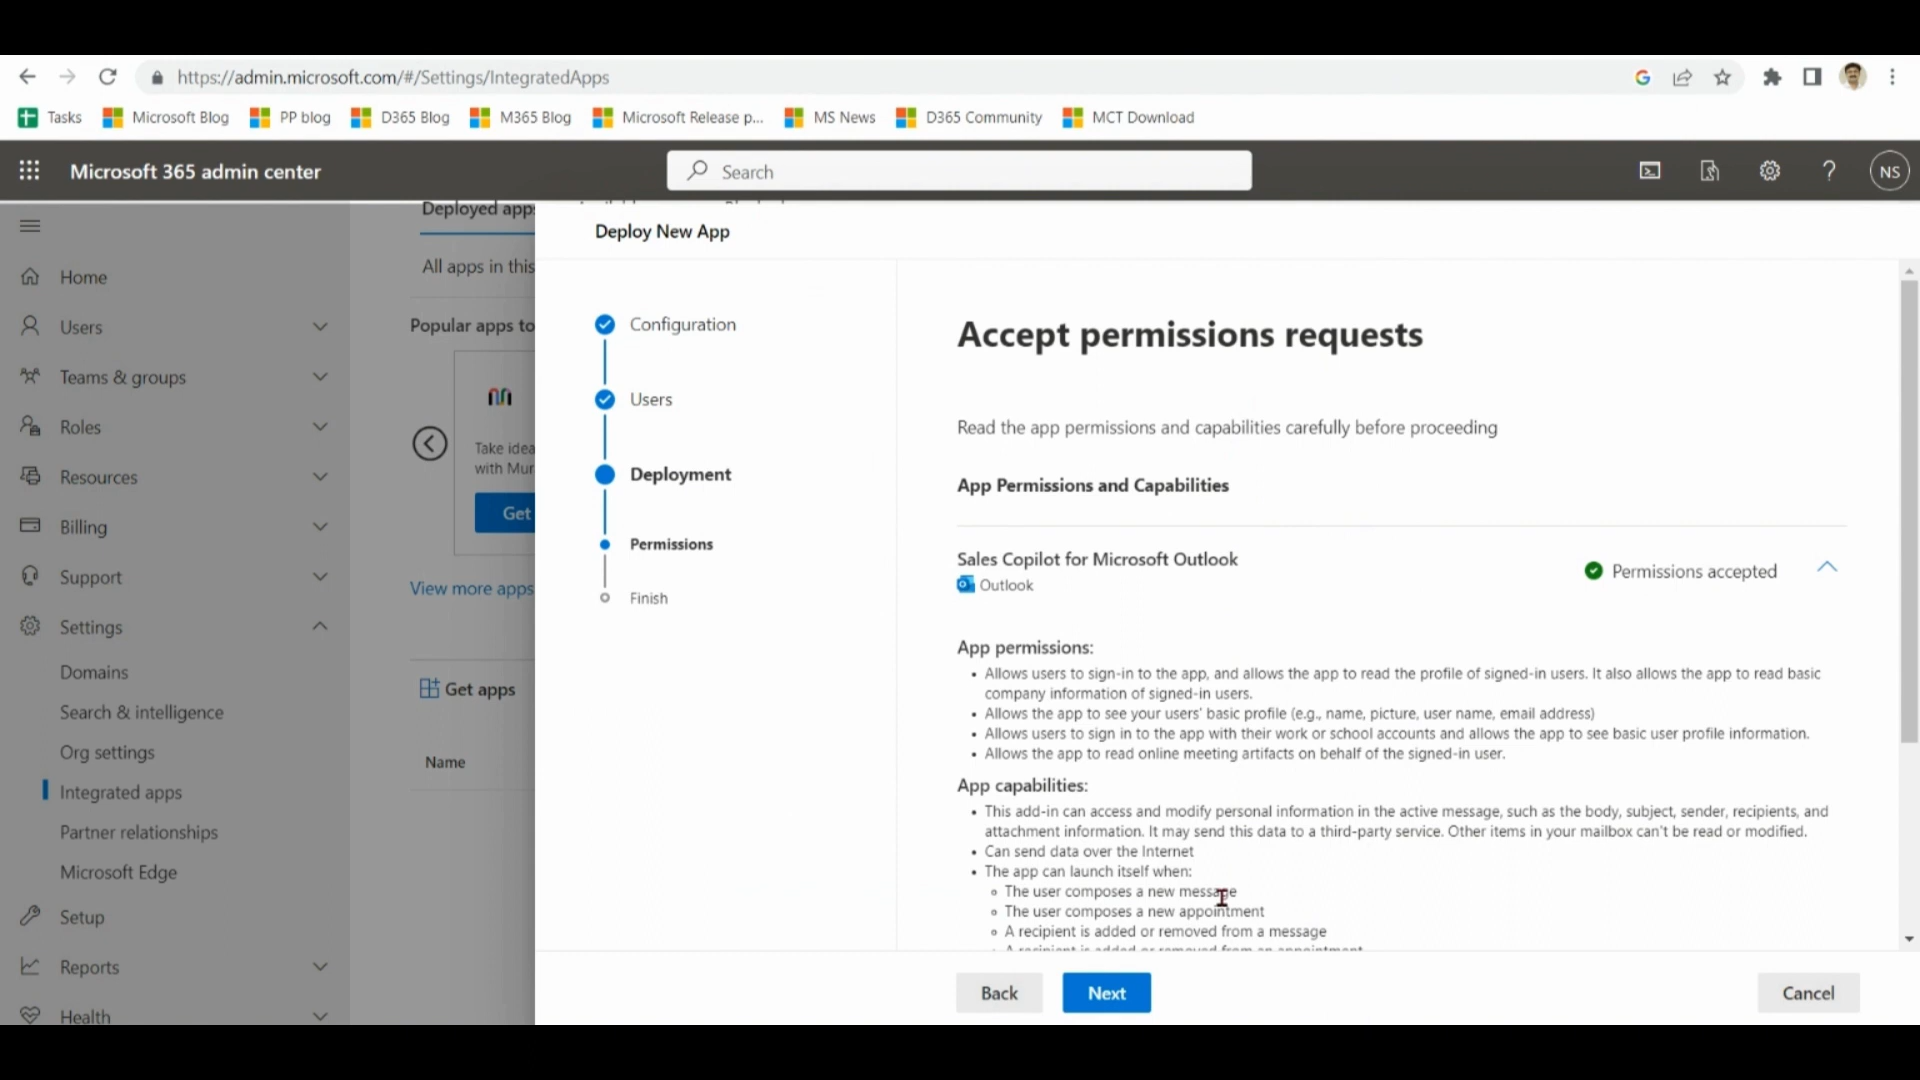 https://admin.microsoft.com/#/Settings/IntegratedApps
Tasks
Microsoft Blog
PP blog
D365 Blog
M365 Blog
Microsoft Release p...
MS News
D365 Community
MCT Download
Microsoft 365 admin center
Search
NS
Home
Users
Teams & groups
Roles
Resources
Billing
Support
Settings
Domains
Search & intelligence
Org settings
Integrated apps
Partner relationships
Microsoft Edge
Setup
Reports
Health
Deployed apps
All apps in this
Popular apps to
Take idea
with Mur
Get
View more apps
Get apps
Name
Deploy New App
Configuration
Users
Deployment
Permissions
Finish
Accept permissions requests
Read the app permissions and capabilities carefully before proceeding
App Permissions and Capabilities
Sales Copilot for Microsoft Outlook
Outlook
Permissions accepted
App permissions:
• Allows users to sign-in to the app, and allows the app to read the profile of signed-in users. It also allows the app to read basic
company information of signed-in users.
• Allows the app to see your users' basic profile (e.g., name, picture, user name, email address)
• Allows users to sign in to the app with their work or school accounts and allows the app to see basic user profile information.
• Allows the app to read online meeting artifacts on behalf of the signed-in user.
App capabilities:
• This add-in can access and modify personal information in the active message, such as the body, subject, sender, recipients, and
attachment information. It may send this data to a third-party service. Other items in your mailbox can't be read or modified.
• Can send data over the Internet
• The app can launch itself when:
◦ The user composes a new message
◦ The user composes a new appointment
◦ A recipient is added or removed from a message
A recipient is added or removed from an appointment
Back
Next
Cancel